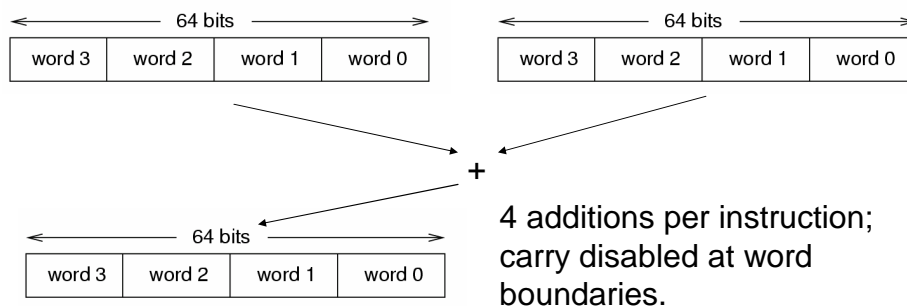 64 bits
word 3 word 2 word 1 word 0
64 bits
word 3 word 2 word 1 word 0
+
64 bits
word 3 word 2 word 1 word 0
4 additions per instruction;
carry disabled at word
boundaries.